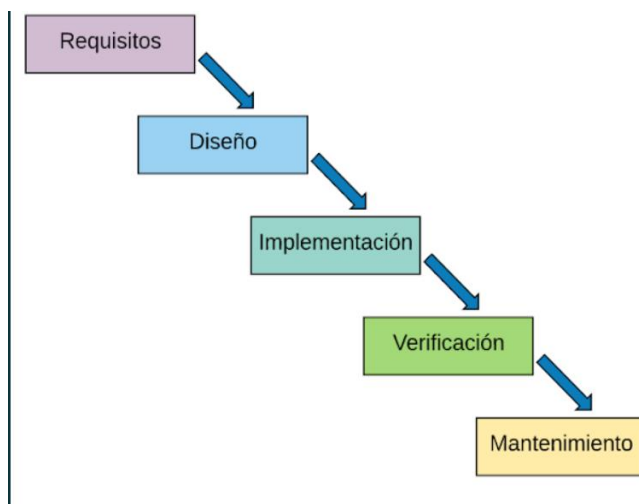 Requisitos
Diseño
Implementación
Verificación
Mantenimiento